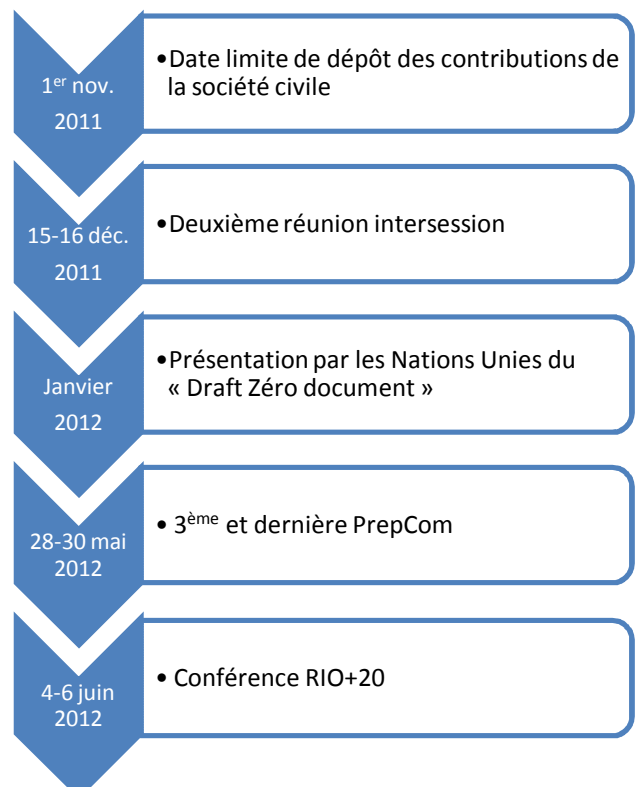 1er nov.
2011
•Date limite de dépôt des contributions de
la société civile
15-16 déc.
2011
•Deuxième réunion intersession
Janvier
2012
•Présentation par les Nations Unies du
« Draft Zéro document »
28-30 mai
2012
• 3ème et dernière PrepCom
4-6 juin
2012
• Conférence RIO+20